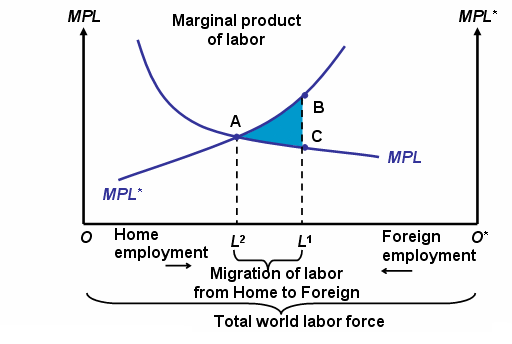 MPL
Marginal product
of labor
MPL*
A
B
C
MPL
MPL*
O
Home
employment
L²
L¹
Foreign
employment
O*
Migration of labor
from Home to Foreign
Total world labor force